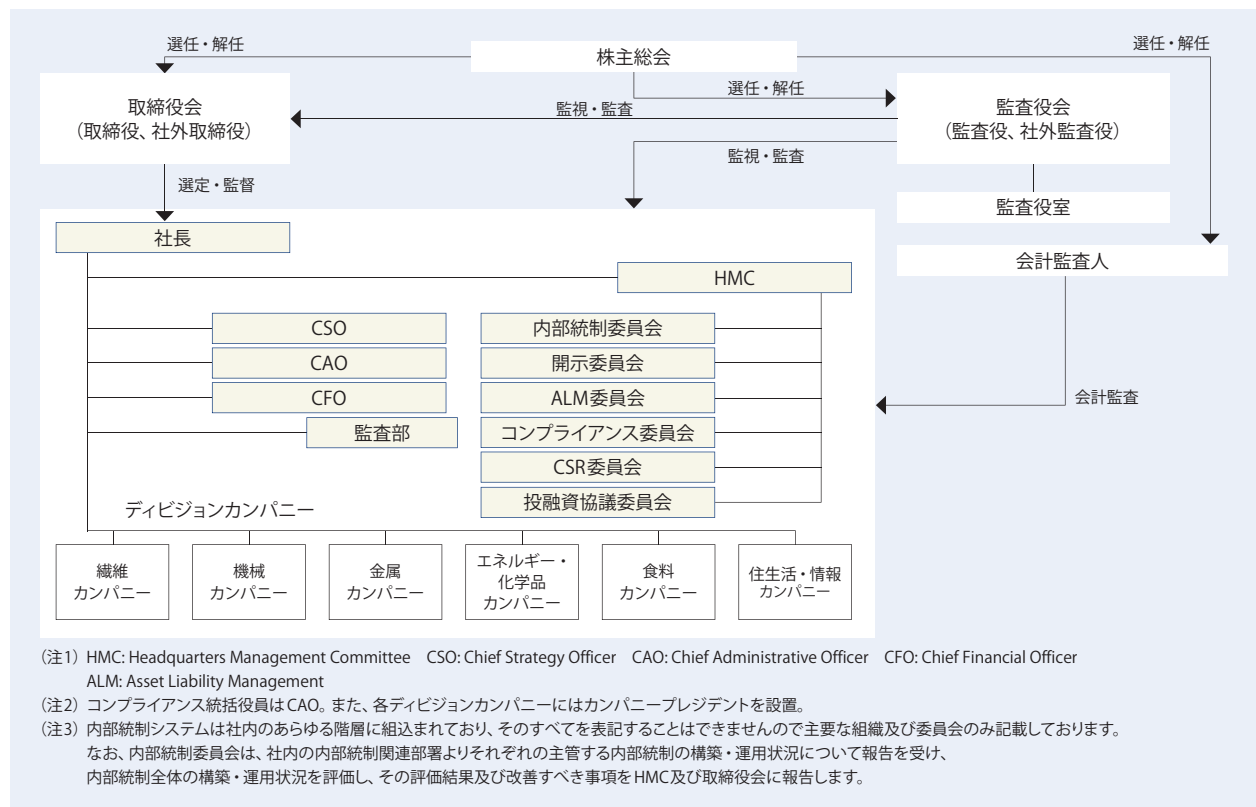 選任・解任
株主総会
選任・解任
取締役会
（取締役、社外取締役）
選任・解任
監視・監査
監査役会
（監査役、社外監査役）
監視・監査
選定・監督
監査役室
社長
会計監査人
HMC
CSO
内部統制委員会
CAO
開示委員会
CFO
ALM委員会
会計監査
監査部
コンプライアンス委員会
CSR委員会
投融資協議委員会
ディビジョンカンパニー
繊維
カンパニー
機械
カンパニー
金属
カンパニー
エネルギー・
化学品
カンパニー
食料
カンパニー
住生活・情報
カンパニー
（注1） HMC: Headquarters Management Committee　CSO: Chief Strategy Officer　CAO: Chief Administrative Officer　CFO: Chief Financial Officer
ALM: Asset Liability Management
（注2） コンプライアンス統括役員はCAO。また、各ディビジョンカンパニーにはカンパニープレジデントを設置。
（注3） 内部統制システムは社内のあらゆる階層に組込まれており、そのすべてを表記することはできませんので主要な組織及び委員会のみ記載しております。
なお、内部統制委員会は、社内の内部統制関連部署よりそれぞれの主管する内部統制の構築・運用状況について報告を受け、
内部統制全体の構築・運用状況を評価し、その評価結果及び改善すべき事項をHMC及び取締役会に報告します。